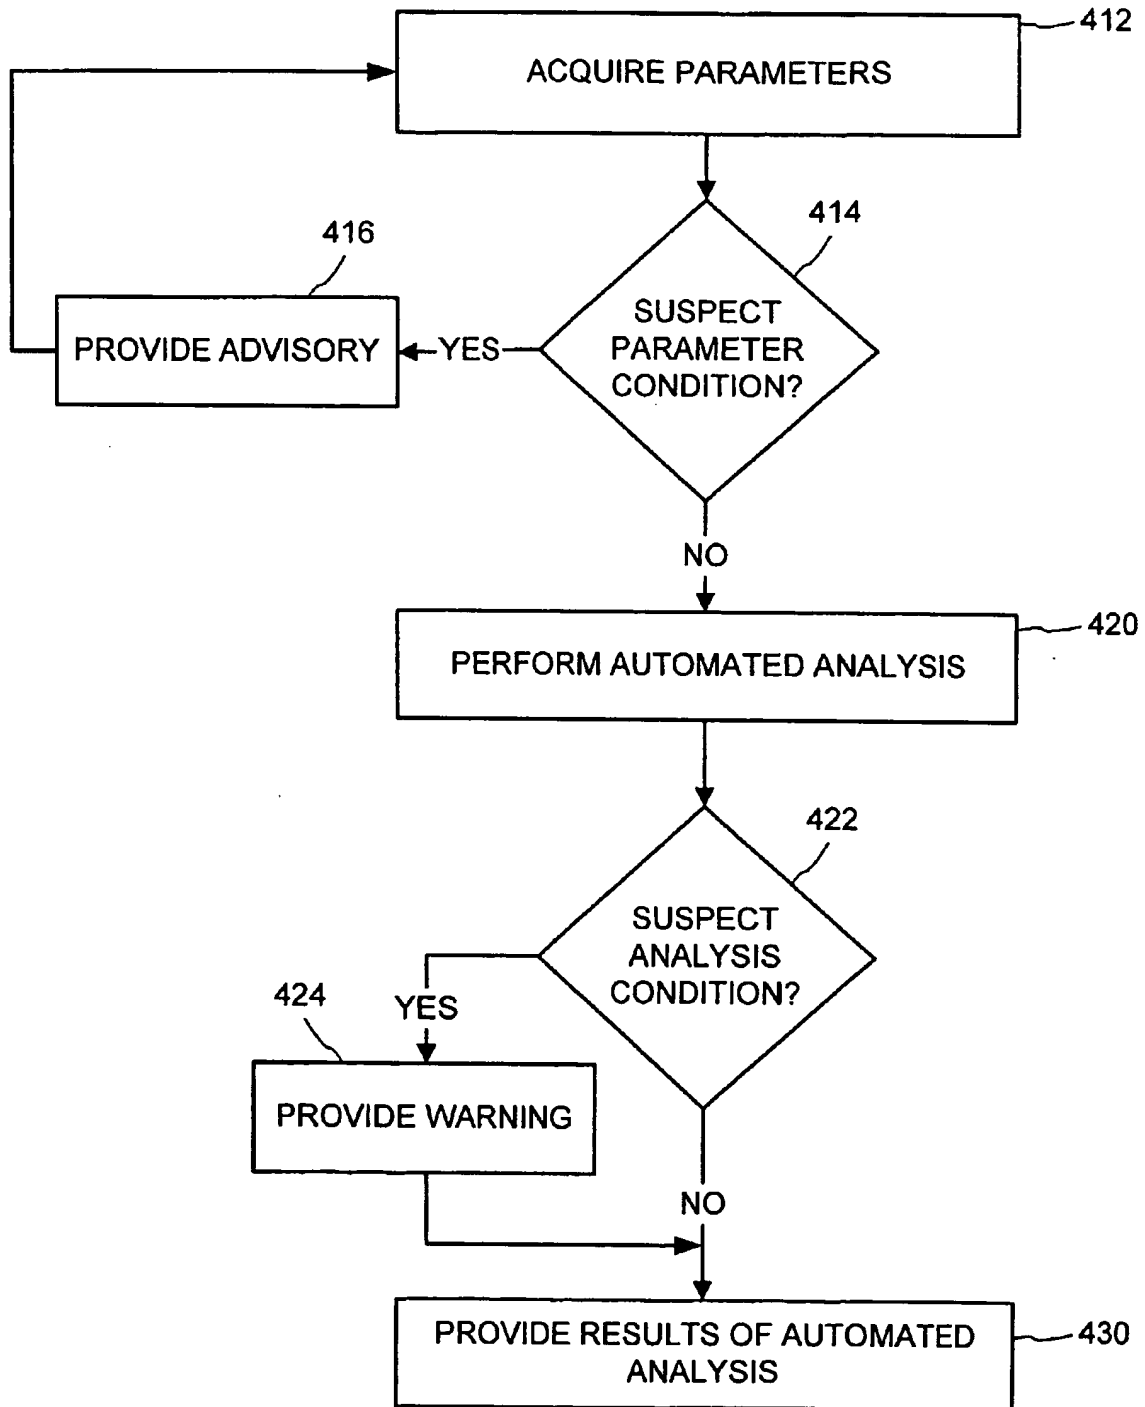 412
ACQUIRE PARAMETERS
414
416
SUSPECT
PARAMETER
CONDITION?
PROVIDE ADVISORY
YES
NO
420
PERFORM AUTOMATED ANALYSIS
422
SUSPECT
ANALYSIS
CONDITION?
424
YES
PROVIDE WARNING
NO
PROVIDE RESULTS OF AUTOMATED
ANALYSIS
430